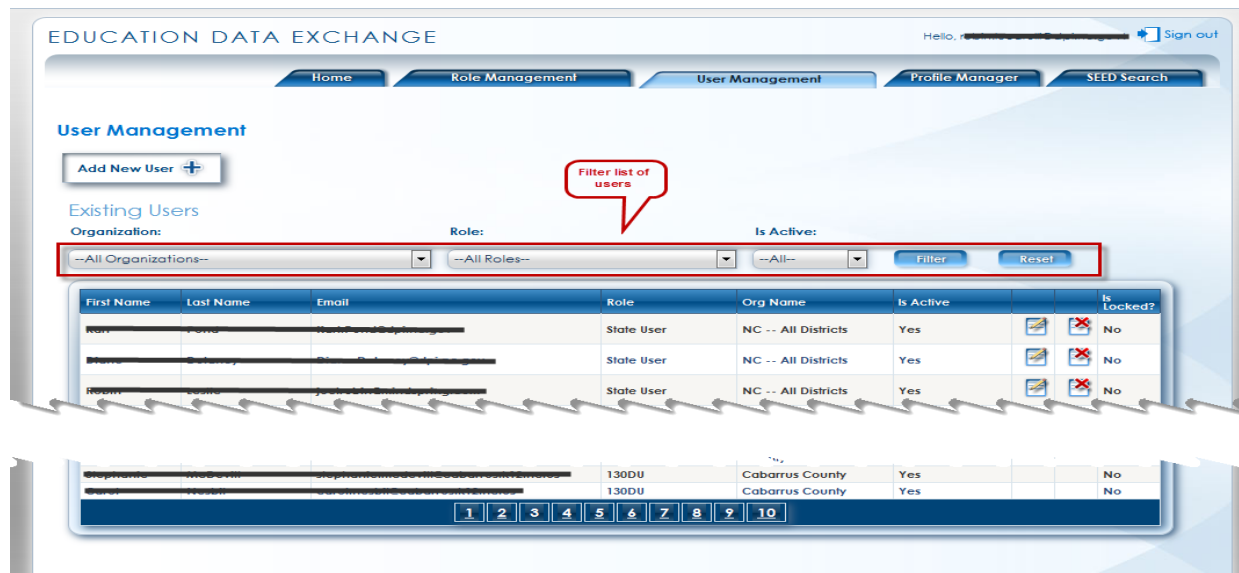 EDUCATION DATA EXCHANGE
Hello,
Sign out
Home Role Management User Management Profile Manager SEED Search
User Management
Add New User
Filter list of
users
Existing Users
Organization: Role: Is Active:
--All Organizations-- --All Roles-- --All-- Filter Reset
First Name Last Name Email Role Org Name Is Active Is Locked?
State User NC -- All Districts Yes No
State User NC -- All Districts Yes No
State User NC -- All Districts Yes No
130DU Cabarrus County Yes No
130DU Cabarrus County Yes No
1 2 3 4 5 6 7 8 9 10